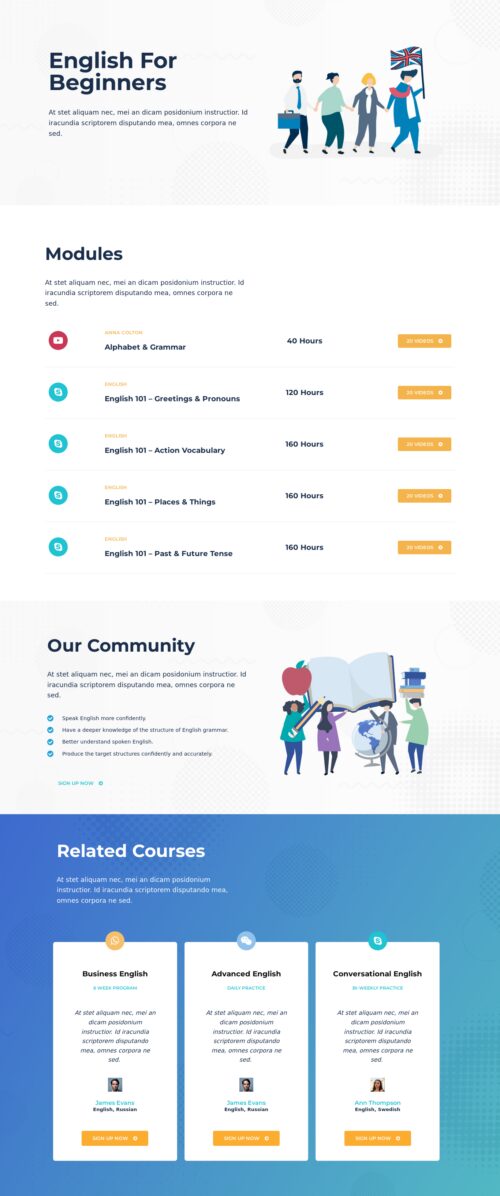 English For
Beginners
At stet aliquam nec, mei an dicam posidonium instructior. Id
iracundia scriptorem disputando mea, omnes corpora ne
sed.
Modules
At stet aliquam nec, mei an dicam posidonium instructior. Id
iracundia scriptorem disputando mea, omnes corpora ne
sed.
ANNA COLTON
Alphabet & Grammar
40 Hours
20 VIDEOS
ENGLISH
English 101 – Greetings & Pronouns
120 Hours
20 VIDEOS
ENGLISH
English 101 – Action Vocabulary
160 Hours
20 VIDEOS
ENGLISH
English 101 – Places & Things
160 Hours
20 VIDEOS
ENGLISH
English 101 – Past & Future Tense
160 Hours
20 VIDEOS
Our Community
At stet aliquam nec, mei an dicam posidonium instructior. Id
iracundia scriptorem disputando mea, omnes corpora ne
sed.
Speak English more confidently.
Have a deeper knowledge of the structure of English grammar.
Better understand spoken English.
Produce the target structures confidently and accurately.
SIGN UP NOW
Related Courses
At stet aliquam nec, mei an dicam posidonium
instructior. Id iracundia scriptorem disputando mea,
omnes corpora ne sed.
Business English
6 WEEK PROGRAM
At stet aliquam nec, mei an
dicam posidonium
instructior. Id iracundia
scriptorem disputando
mea, omnes corpora ne
sed.
James Evans
English, Russian
SIGN UP NOW
Advanced English
DAILY PRACTICE
At stet aliquam nec, mei an
dicam posidonium
instructior. Id iracundia
scriptorem disputando
mea, omnes corpora ne
sed.
James Evans
English, Russian
SIGN UP NOW
Conversational English
BI-WEEKLY PRACTICE
At stet aliquam nec, mei an
dicam posidonium
instructior. Id iracundia
scriptorem disputando
mea, omnes corpora ne
sed.
Ann Thompson
English, Swedish
SIGN UP NOW